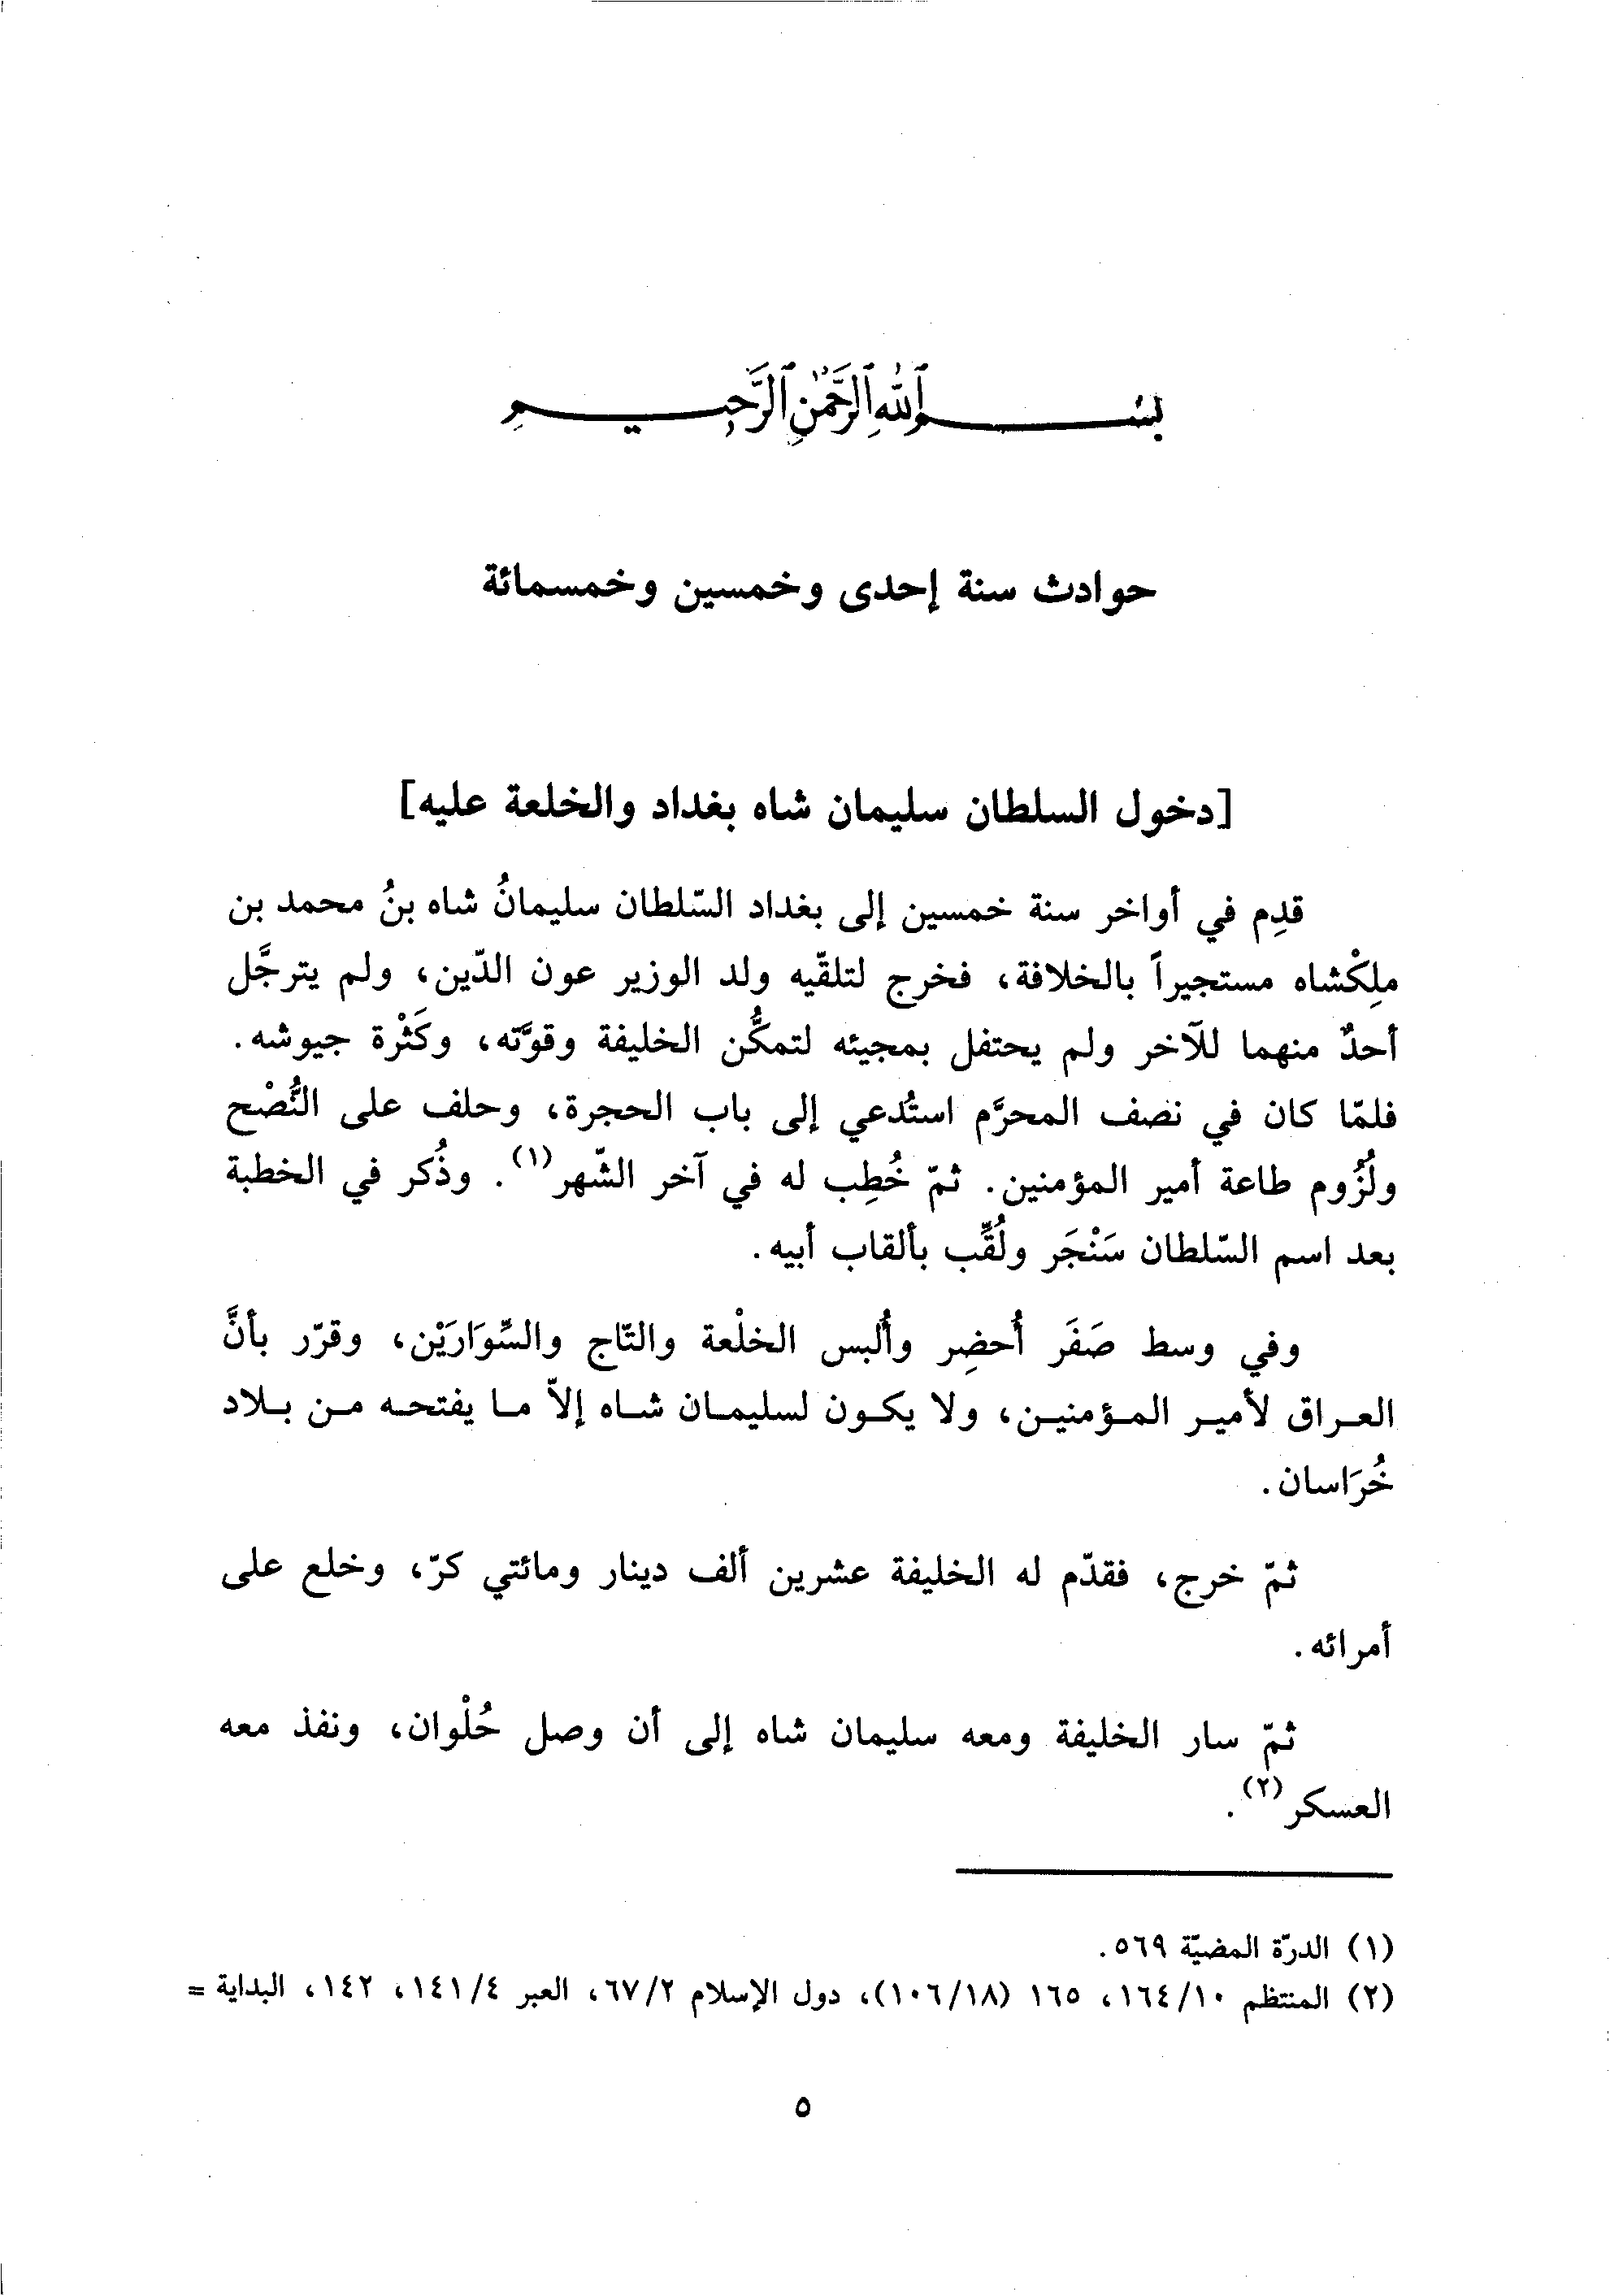 بِسْمِ ٱللَّهِ ٱلرَّحْمَٰنِ ٱلرَّحِيمِ
حوادث سنة إحدى وخمسين وخمسمائة
[دخول السلطان سليمان شاه بغداد والخلعة عليه]
قدِم في أواخر سنة خمسين إلى بغداد السّلطان سليمانُ شاه بنُ محمد بن
ملِكْشاه مستجيراً بالخلافة، فخرج لتلقّيه ولد الوزير عون الدّين، ولم يترجَّل
أحدٌ منهما للآخر ولم يحتفل بمجيئه لتمكُّن الخليفة وقوَّته، وكَثْرة جيوشه.
فلمّا كان في نصف المحرَّم استُدعي إلى باب الحجرة، وحلف على النُّصْح
ولُزُوم طاعة أمير المؤمنين. ثمّ خُطِب له في آخر الشّهر(١). وذُكر في الخطبة
بعد اسم السّلطان سَنْجَر ولُقِّب بألقاب أبيه.
وفي وسط صَفَر أُحضِر وأُلبس الخلْعة والتّاج والسِّوَارَيْن، وقرّر بأنَّ
العراق لأمير المؤمنين، ولا يكون لسليمان شاه إلاّ ما يفتحه من بلاد
خُرَاسان.
ثمّ خرج، فقدّم له الخليفة عشرين ألف دينار ومائتي كرّ، وخلع على
أمرائه.
ثمّ سار الخليفة ومعه سليمان شاه إلى أن وصل حُلْوان، ونفذ معه
العسكر(٢).
(١) الدرّة المضيّة ٥٦٩.
(٢) المنتظم ١٦٤/١٠، ١٦٥ (١٠٦/١٨)، دول الإسلام ٦٧/٢، العبر ١٤١/٤، ١٤٢، البداية =
٥